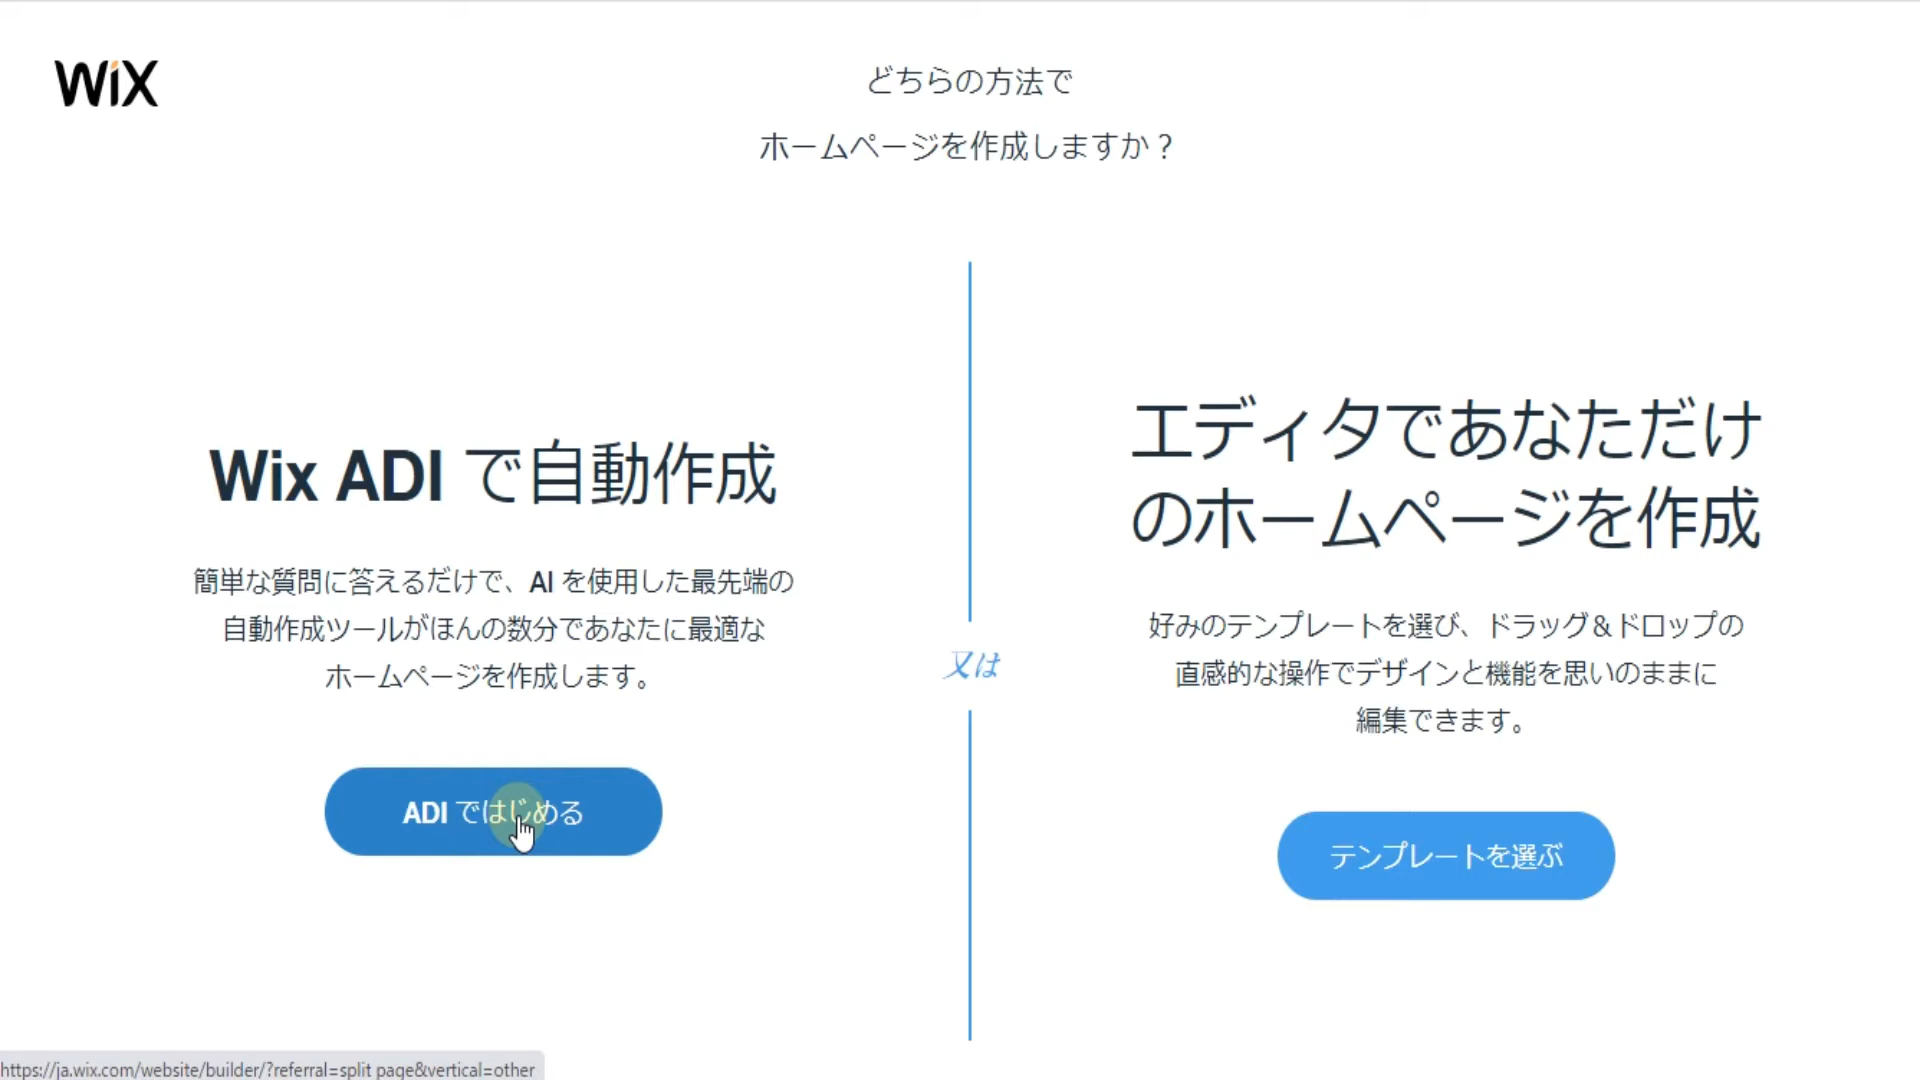 WiX
どちらの方法で
ホームページを作成しますか？
Wix ADI で自動作成
簡単な質問に答えるだけで、AI を使用した最先端の
自動作成ツールがほんの数分であなたに最適な
ホームページを作成します。
ADI ではじめる
又は
エディタであなただけ
のホームページを作成
好みのテンプレートを選び、ドラッグ＆ドロップの
直感的な操作でデザインと機能を思いのままに
編集できます。
テンプレートを選ぶ
https://ja.wix.com/website/builder/?referral=split page&vertical=other